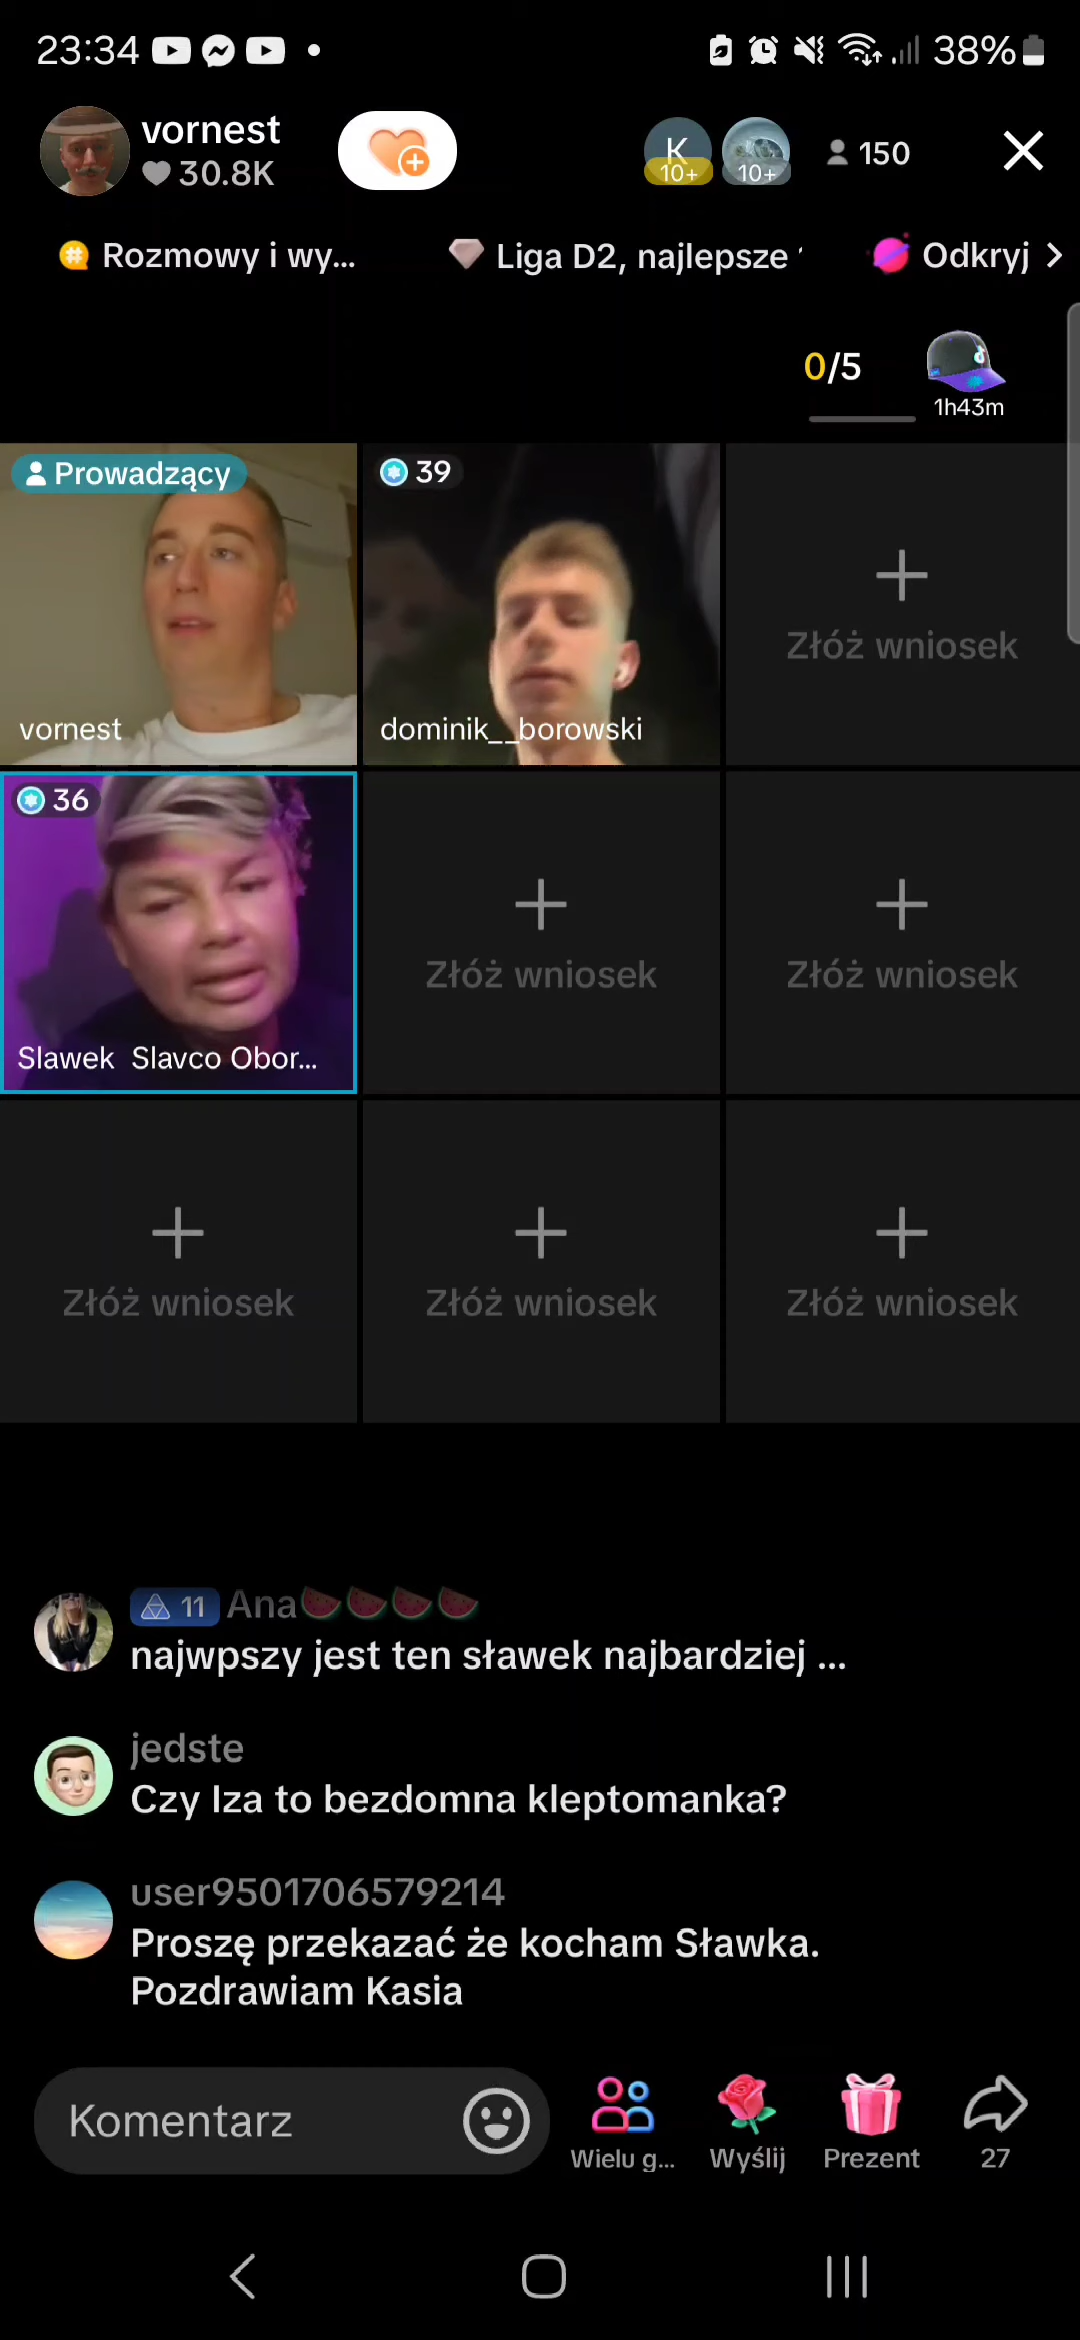 23:34
38%
vornest
30.8K
K
10+
10+
150
Rozmowy i wy...
Liga D2, najlepsze
Odkryj
0/5
1h43m
Prowadzący
39
vornest
dominik__borowski
Złóż wniosek
36
Slawek Slavco Obor...
Złóż wniosek
Złóż wniosek
Złóż wniosek
Złóż wniosek
Złóż wniosek
11 Ana
najwpszy jest ten sławek najbardziej ...
jedste
Czy Iza to bezdomna kleptomanka?
user9501706579214
Proszę przekazać że kocham Sławka.
Pozdrawiam Kasia
Komentarz
Wielu g...
Wyślij
Prezent
27